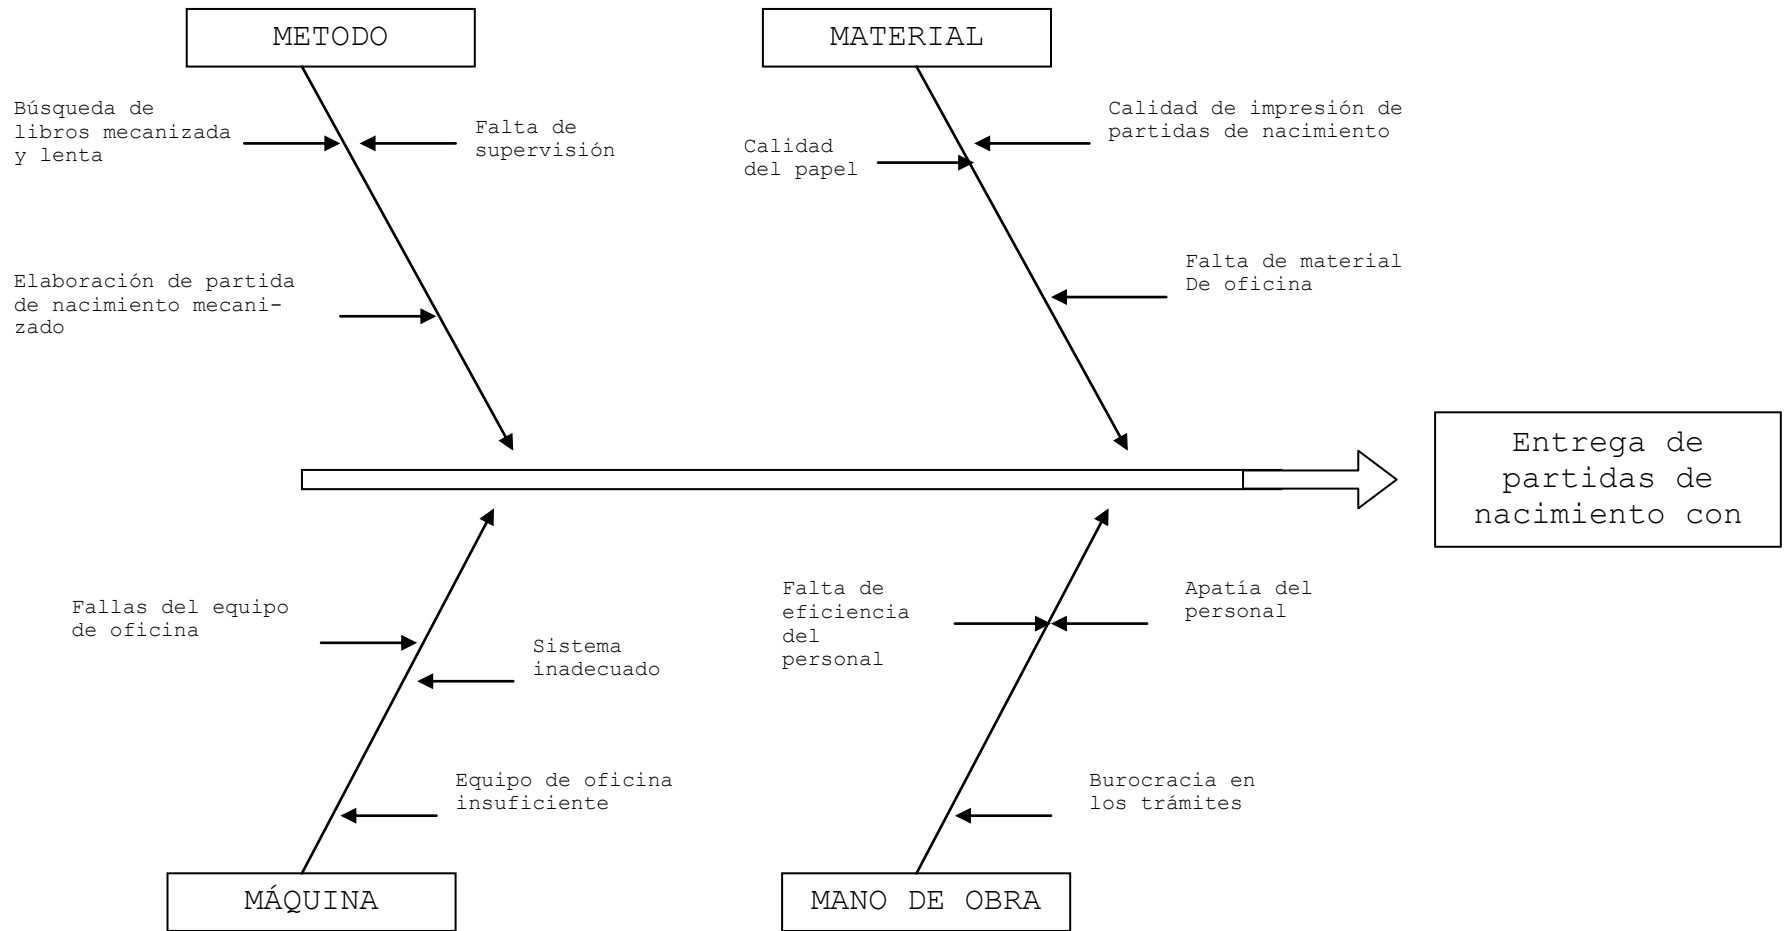 METODO
MATERIAL
Búsqueda de
libros mecanizada
y lenta
Falta de
supervisión
Calidad de impresión de
partidas de nacimiento
Calidad
del papel
Elaboración de partida
de nacimiento mecani-
zado
Falta de material
De oficina
Entrega de
partidas de
nacimiento con
Fallas del equipo
de oficina
Sistema
inadecuado
Falta de
eficiencia
del
personal
Apatía del
personal
Equipo de oficina
insuficiente
Burocracia en
los trámites
MÁQUINA
MANO DE OBRA